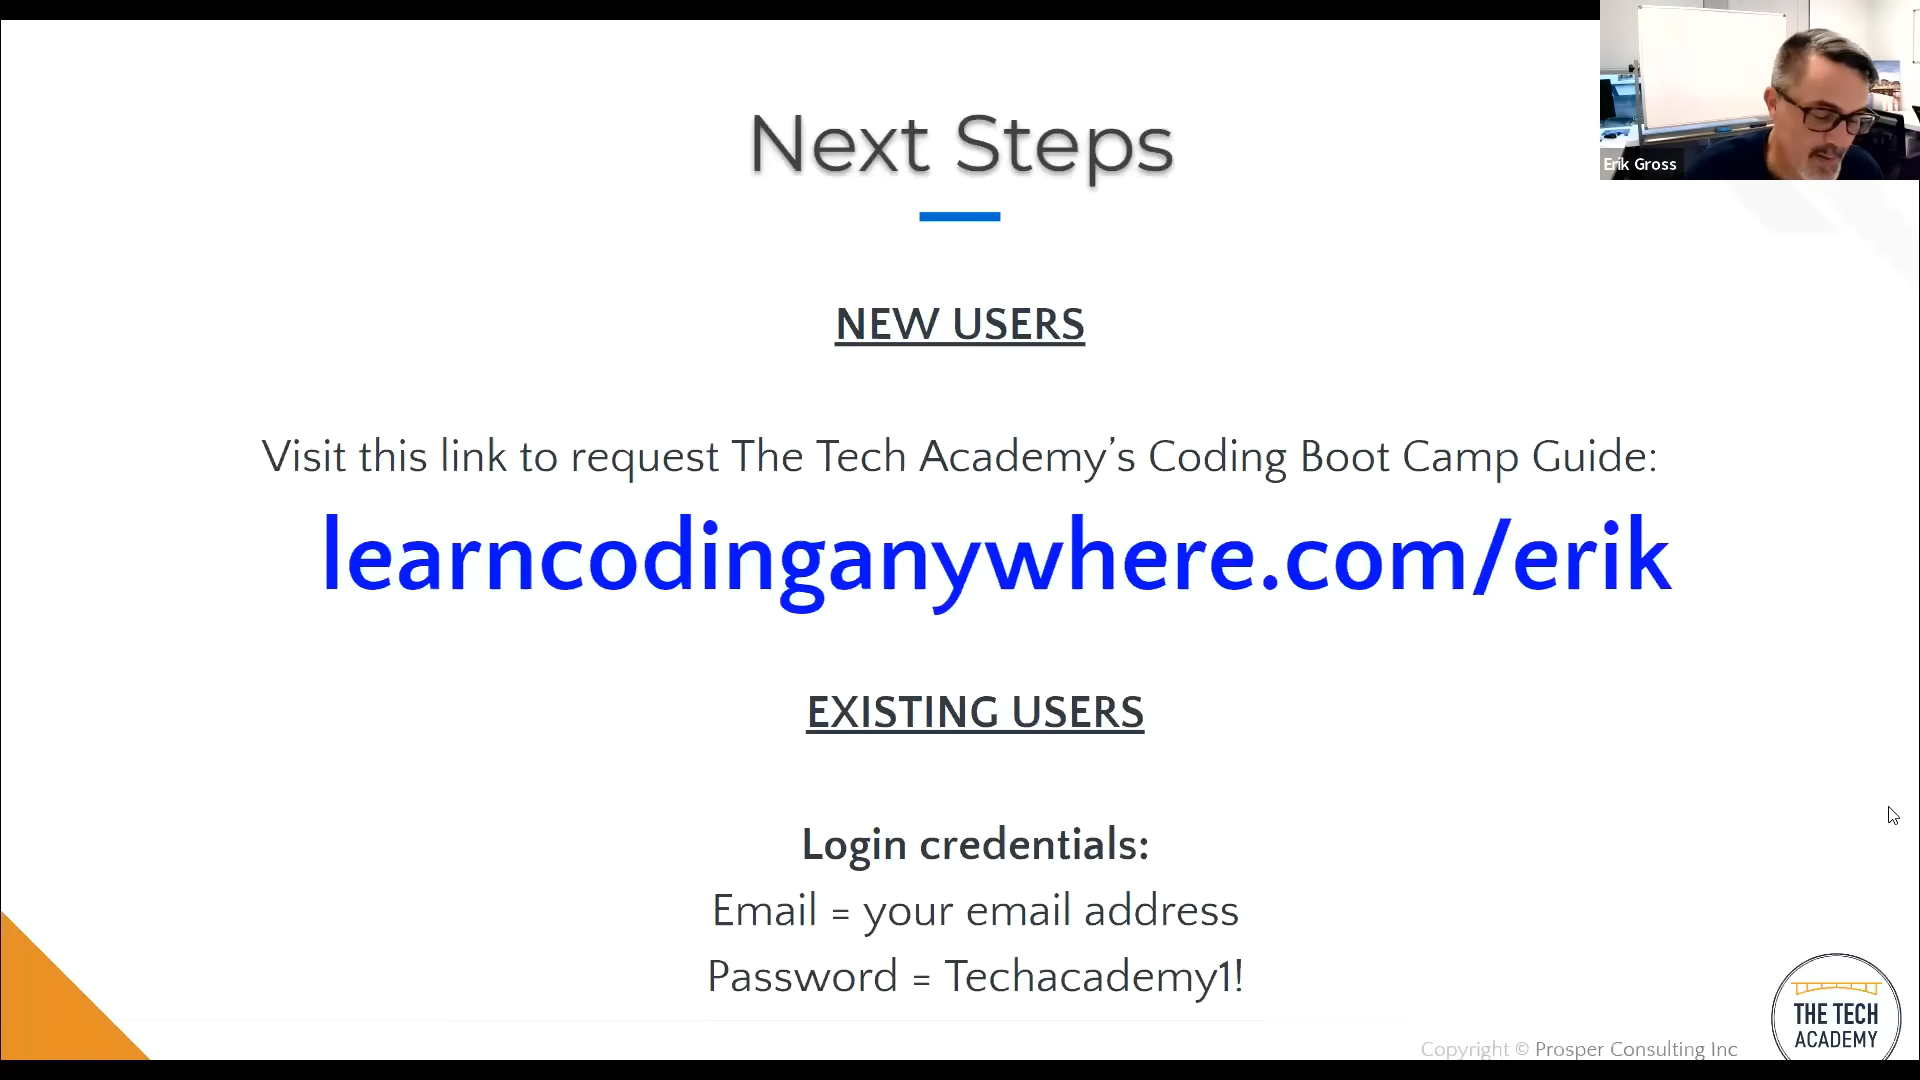 Next Steps
Erik Gross
NEW USERS
Visit this link to request The Tech Academy’s Coding Boot Camp Guide:
learncodinganywhere.com/erik
EXISTING USERS
Login credentials:
Email = your email address
Password = Techacademy1!
THE TECH
ACADEMY
Copyright © Prosper Consulting Inc